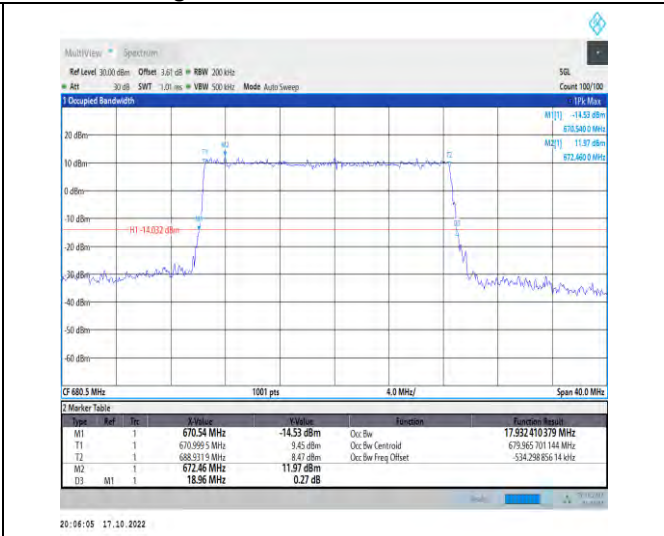 MultiView Spectrum
Ref Level 30.00 dBm Offset 3.61 dB RBW 200 kHz SGL
Att 30 dB SWT 1.01 ms VBW 500 kHz Mode Auto Sweep Count 100/100
1 Occupied Bandwidth 1Pk Max
M1[1] -14.53 dBm
670.540 0 MHz
M2[1] 11.97 dBm
672.460 0 MHz
20 dBm
M2
T1 T2
10 dBm
0 dBm
-10 dBm
H1 -14.032 dBm
-20 dBm
-30 dBm
-40 dBm
-50 dBm
-60 dBm
CF 680.5 MHz 1001 pts 4.0 MHz/ Span 40.0 MHz
2 Marker Table
Type Ref Trc X-Value Y-Value Function Function Result
M1 1 670.54 MHz -14.53 dBm Occ Bw 17.932 410 379 MHz
T1 1 670.999 5 MHz 9.45 dBm Occ Bw Centroid 679.965 701 144 MHz
T2 1 688.931 9 MHz 8.47 dBm Occ Bw Freq Offset -534.298 856 14 kHz
M2 1 672.46 MHz 11.97 dBm
D3 M1 1 18.96 MHz 0.27 dB
20:06:05 17.10.2022